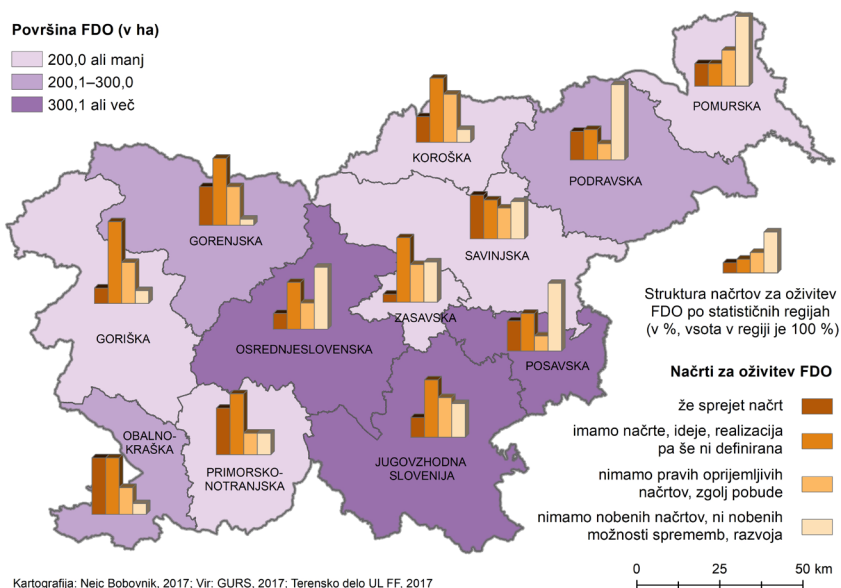 Površina FDO (v ha)
200,0 ali manj
200,1–300,0
300,1 ali več
POMURSKA
KOROŠKA
PODRAVSKA
GORENJSKA
SAVINJSKA
GORIŠKA
ZASAVSKA
OSREDNJESLOVENSKA
POSAVSKA
OBALNO-
KRAŠKA
PRIMORSKO-
NOTRANJSKA
JUGOVZHODNA
SLOVENIJA
Struktura načrtov za oživitev
FDO po statističnih regijah
(v %, vsota v regiji je 100 %)
Načrti za oživitev FDO
že sprejet načrt
imamo načrte, ideje, realizacija
pa še ni definirana
nimamo pravih oprijemljivih
načrtov, zgolj pobude
nimamo nobenih načrtov, ni nobenih
možnosti sprememb, razvoja
0 25 50 km
Kartografija: Nejc Bobovnik, 2017; Vir: GURS, 2017; Terensko delo UL FF, 2017